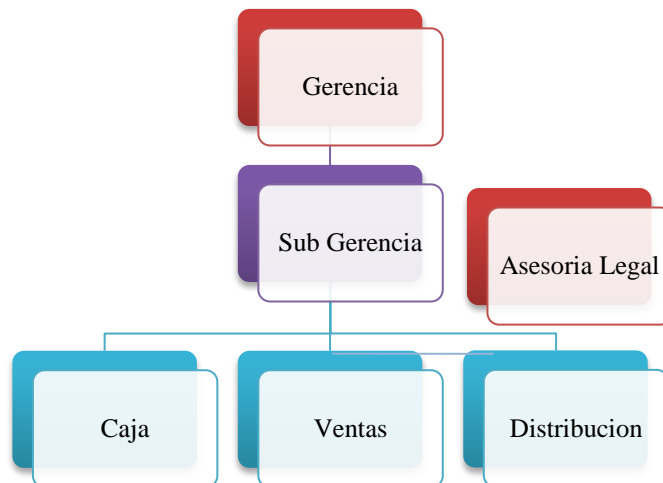 Gerencia
Sub Gerencia
Asesoria Legal
Caja
Ventas
Distribucion